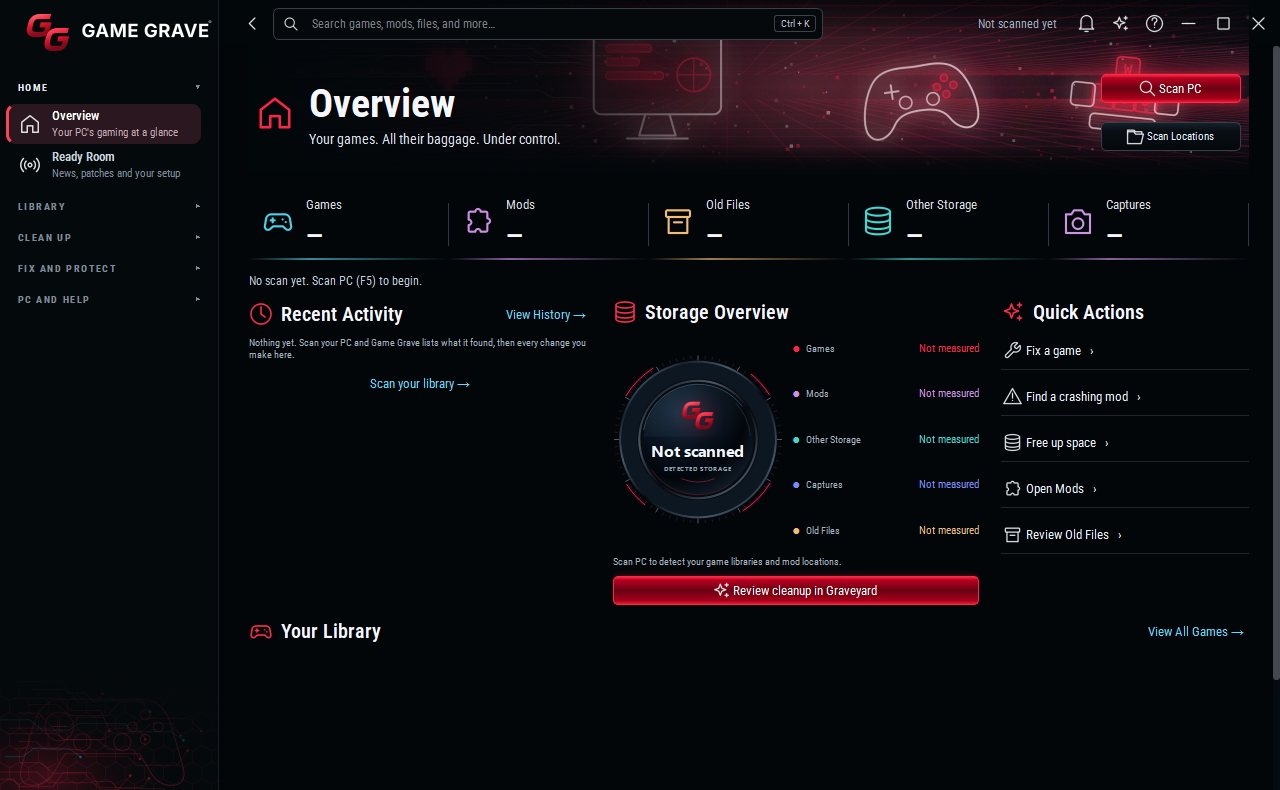 GG GAME GRAVE
Search games, mods, files, and more...
Ctrl + K
Not scanned yet
HOME
Overview
Your PC's gaming at a glance
Ready Room
News, patches and your setup
LIBRARY
CLEAN UP
FIX AND PROTECT
PC AND HELP
Overview
Your games. All their baggage. Under control.
W
Scan PC
Scan Locations
Games
—
Mods
—
Old Files
—
Other Storage
—
Captures
—
No scan yet. Scan PC (F5) to begin.
Recent Activity
View History →
Nothing yet. Scan your PC and Game Grave lists what it found, then every change you
make here.
Scan your library →
Storage Overview
GG
Not scanned
DETECTED STORAGE
Games Not measured
Mods Not measured
Other Storage Not measured
Captures Not measured
Old Files Not measured
Scan PC to detect your game libraries and mod locations.
Review cleanup in Graveyard
Quick Actions
Fix a game ›
Find a crashing mod ›
Free up space ›
Open Mods ›
Review Old Files ›
Your Library
View All Games →